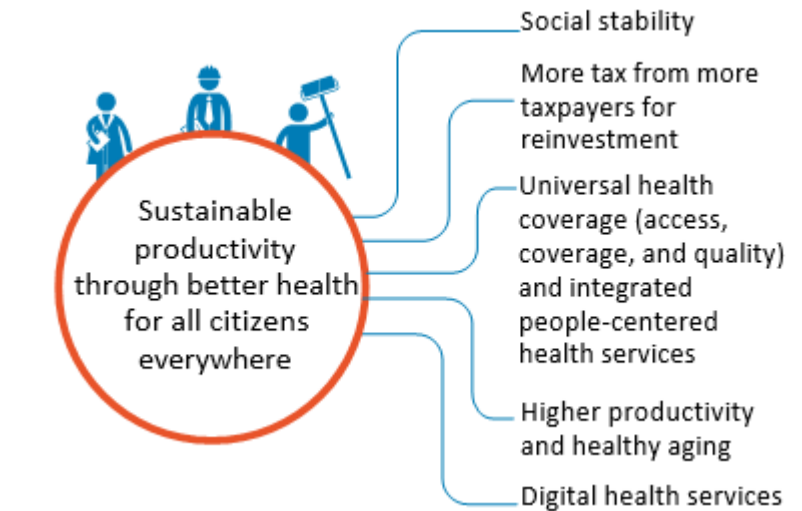 Sustainable
productivity
through better health
for all citizens
everywhere
Social stability
More tax from more
taxpayers for
reinvestment
Universal health
coverage (access,
coverage, and quality)
and integrated
people-centered
health services
Higher productivity
and healthy aging
Digital health services